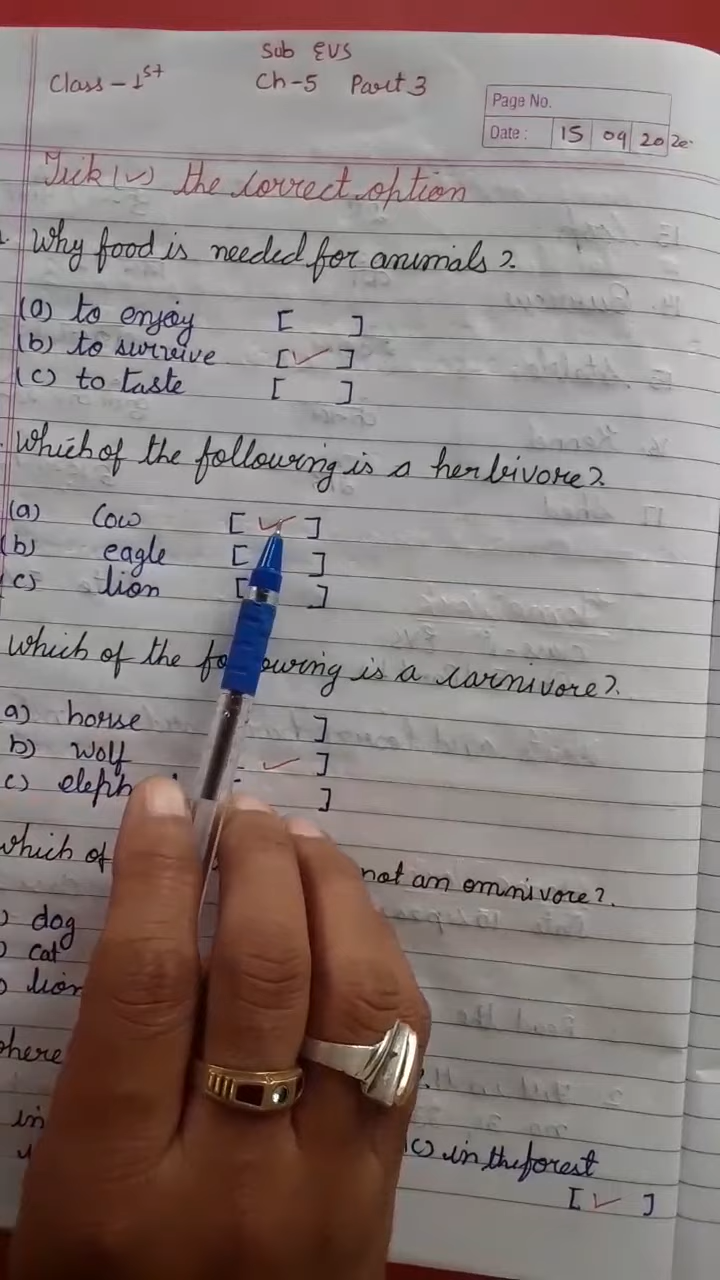 Sub EVS
Class - 1st Ch-5 Part 3
Page No.
Date: 15 09 2020
Tick (✓) the correct option
Why food is needed for animals?
(a) to enjoy [ ]
(b) to survive [✓]
(c) to taste [ ]
Which of the following is a herbivore?
(a) Cow [✓]
(b) eagle [ ]
(c) lion [ ]
Which of the following is a carnivore?
a) horse ]
b) Wolf ✓ ]
c) eleph ]
which of not an omnivore?
) dog
) cat
) lion
where
in
(c) in the forest
[✓]